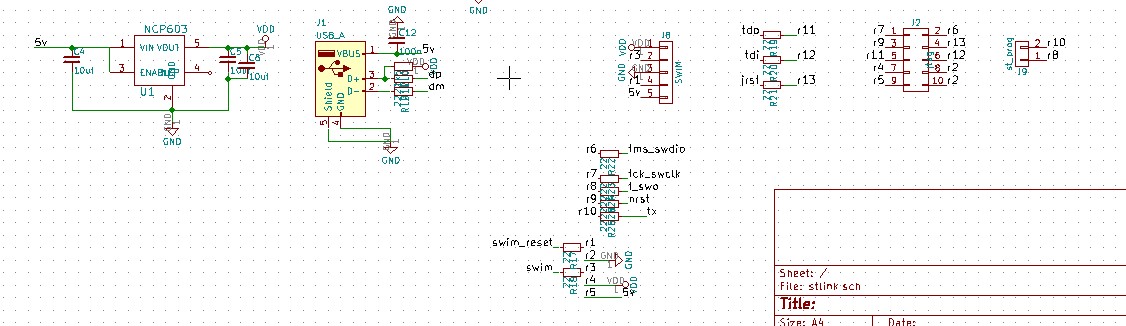 5v
NCP603
VDD
C4
10uf
1
VIN
VOUT
5
3
ENABLE
4
2
U1
C5
10uf
C6
10uf
GND
GND
GND
J1
USB_A
VBUS
1
5v
C12
100n
D+
3
dp
D-
2
dm
Shield
GND
5
4
GND
VDD
J8
SWIM
VDD
1
r3
2
GND
3
r1
4
5v
5
tdp
r11
tdi
r12
jrst
r13
J2
r7 1 2 r6
r9 3 4 r13
r11 5 6 r12
r4 7 8 r2
r5 9 10 r2
st_prog
2 r10
1 r8
J9
r6 tms_swdio
r7 tck_swclk
r8 t_swo
r9 nrst
r10 tx
swim_reset r1
r2 GND
swim r3
r4 VDD
r5 5v
Sheet: /
File: stlink.sch
Title:
Size: A4
Date: